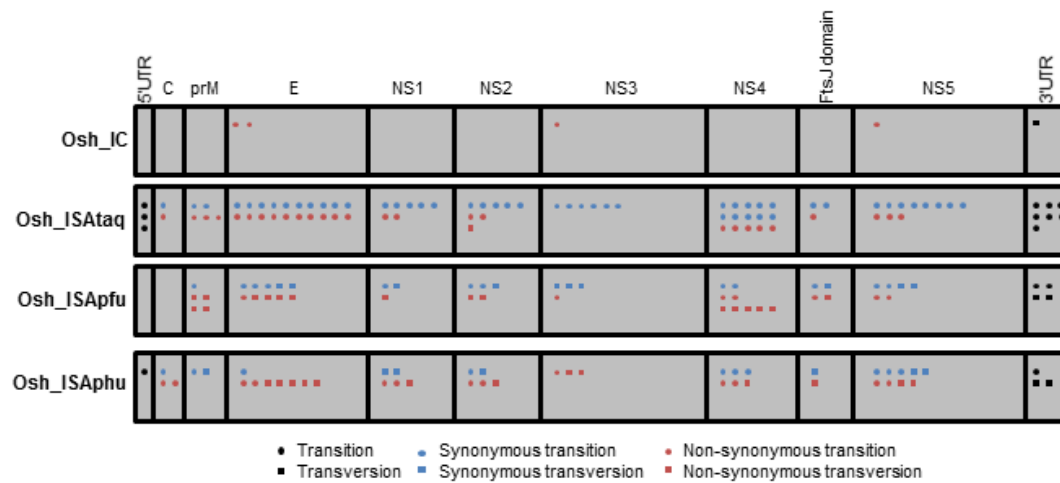 5'UTR C prM E NS1 NS2 NS3 NS4 FtsJ domain NS5 3'UTR
Osh_IC
Osh_ISAtaq
Osh_ISApfu
Osh_ISAphu
Transition Synonymous transition Non-synonymous transition
Transversion Synonymous transversion Non-synonymous transversion